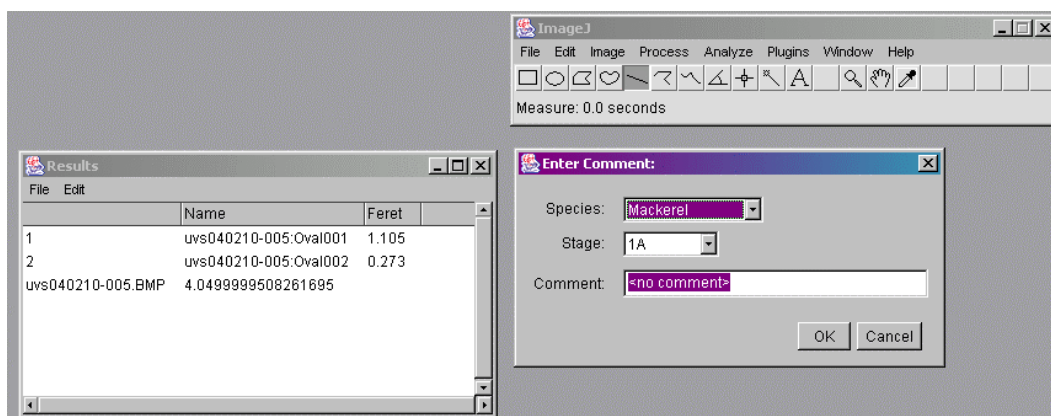 ImageJ
File Edit Image Process Analyze Plugins Window Help
A
Measure: 0.0 seconds
Results
File Edit
Name Feret
1 uvs040210-005:Oval001 1.105
2 uvs040210-005:Oval002 0.273
uvs040210-005.BMP 4.0499999508261695
Enter Comment:
Species: Mackerel
Stage: 1A
Comment: <no comment>
OK Cancel